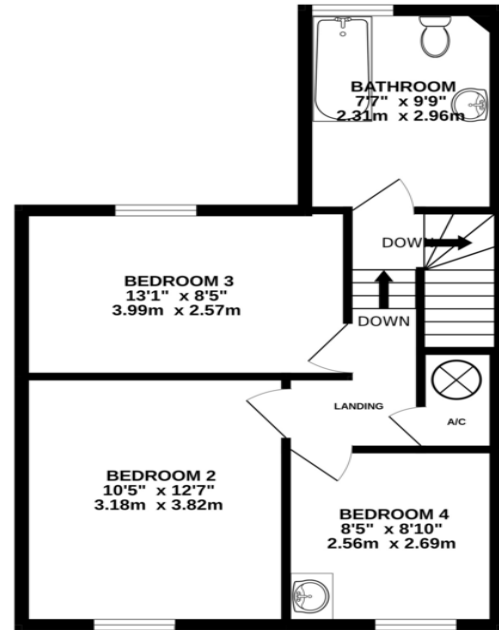 BATHROOM
7'7" x 9'9"
2.31m x 2.96m
DOWN
BEDROOM 3
13'1" x 8'5"
3.99m x 2.57m
DOWN
LANDING
A/C
BEDROOM 2
10'5" x 12'7"
3.18m x 3.82m
BEDROOM 4
8'5" x 8'10"
2.56m x 2.69m